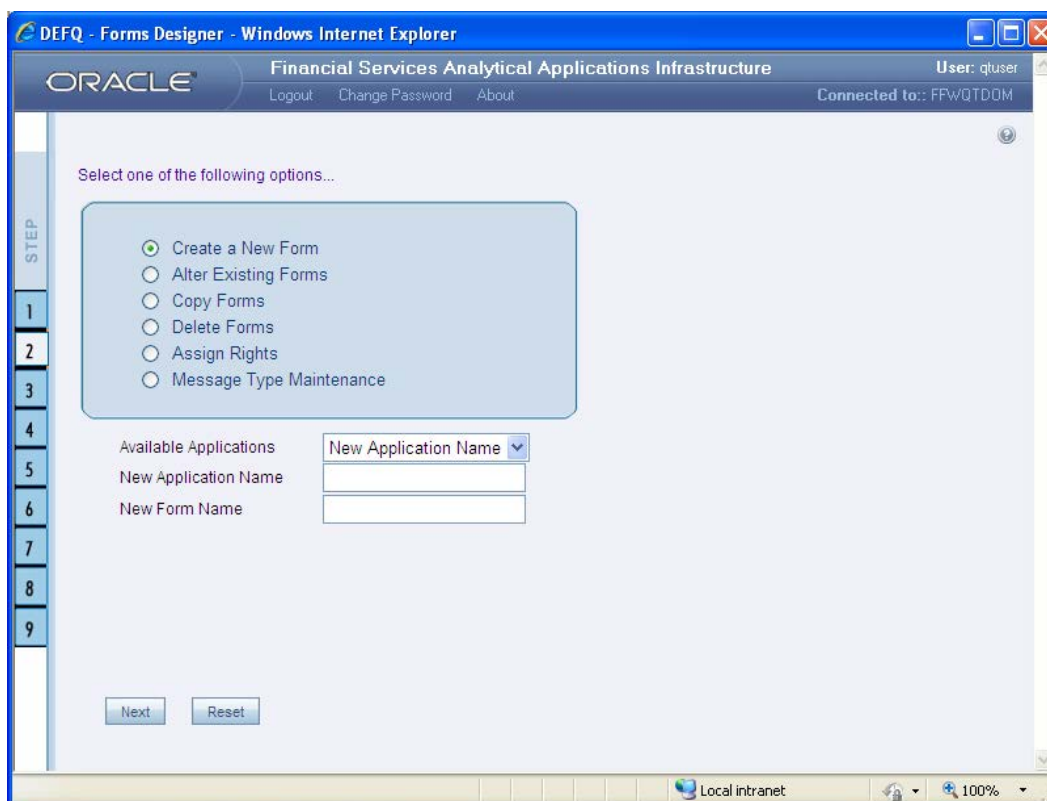 DEFQ - Forms Designer - Windows Internet Explorer
ORACLE
Financial Services Analytical Applications Infrastructure
User: qtuser
Logout Change Password About
Connected to:: FFWQTDOM
Select one of the following options...
STEP
Create a New Form
Alter Existing Forms
Copy Forms
Delete Forms
Assign Rights
Message Type Maintenance
1
2
3
4
5
6
7
8
9
Available Applications New Application Name
New Application Name
New Form Name
Next Reset
Local intranet
100%